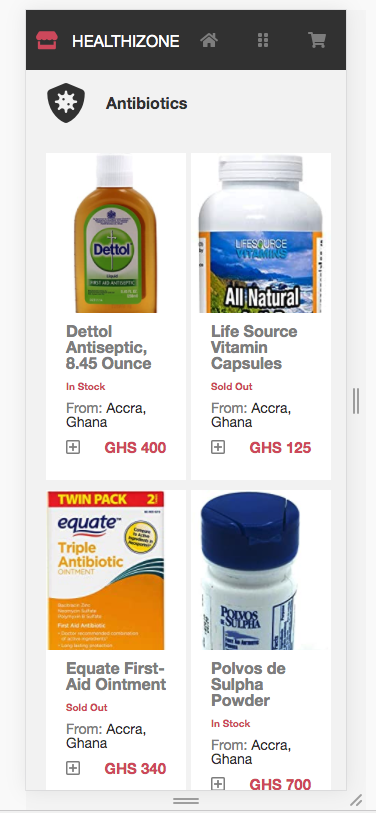 HEALTHIZONE
Antibiotics
Dettol
Liquid
FIRST AID ANTISEPTIC
LIFESOURCE
VITAMINS
All Natural
Dettol
Antiseptic,
8.45 Ounce
In Stock
From: Accra,
Ghana
GHS 400
Life Source
Vitamin
Capsules
Sold Out
From: Accra,
Ghana
GHS 125
TWIN PACK 2
equate™
Triple
Antibiotic
OINTMENT
First Aid Antibiotic
POLVOS
de
SULPHA
Equate First-
Aid Ointment
Sold Out
From: Accra,
Ghana
GHS 340
Polvos de
Sulpha
Powder
In Stock
From: Accra,
Ghana
GHS 700